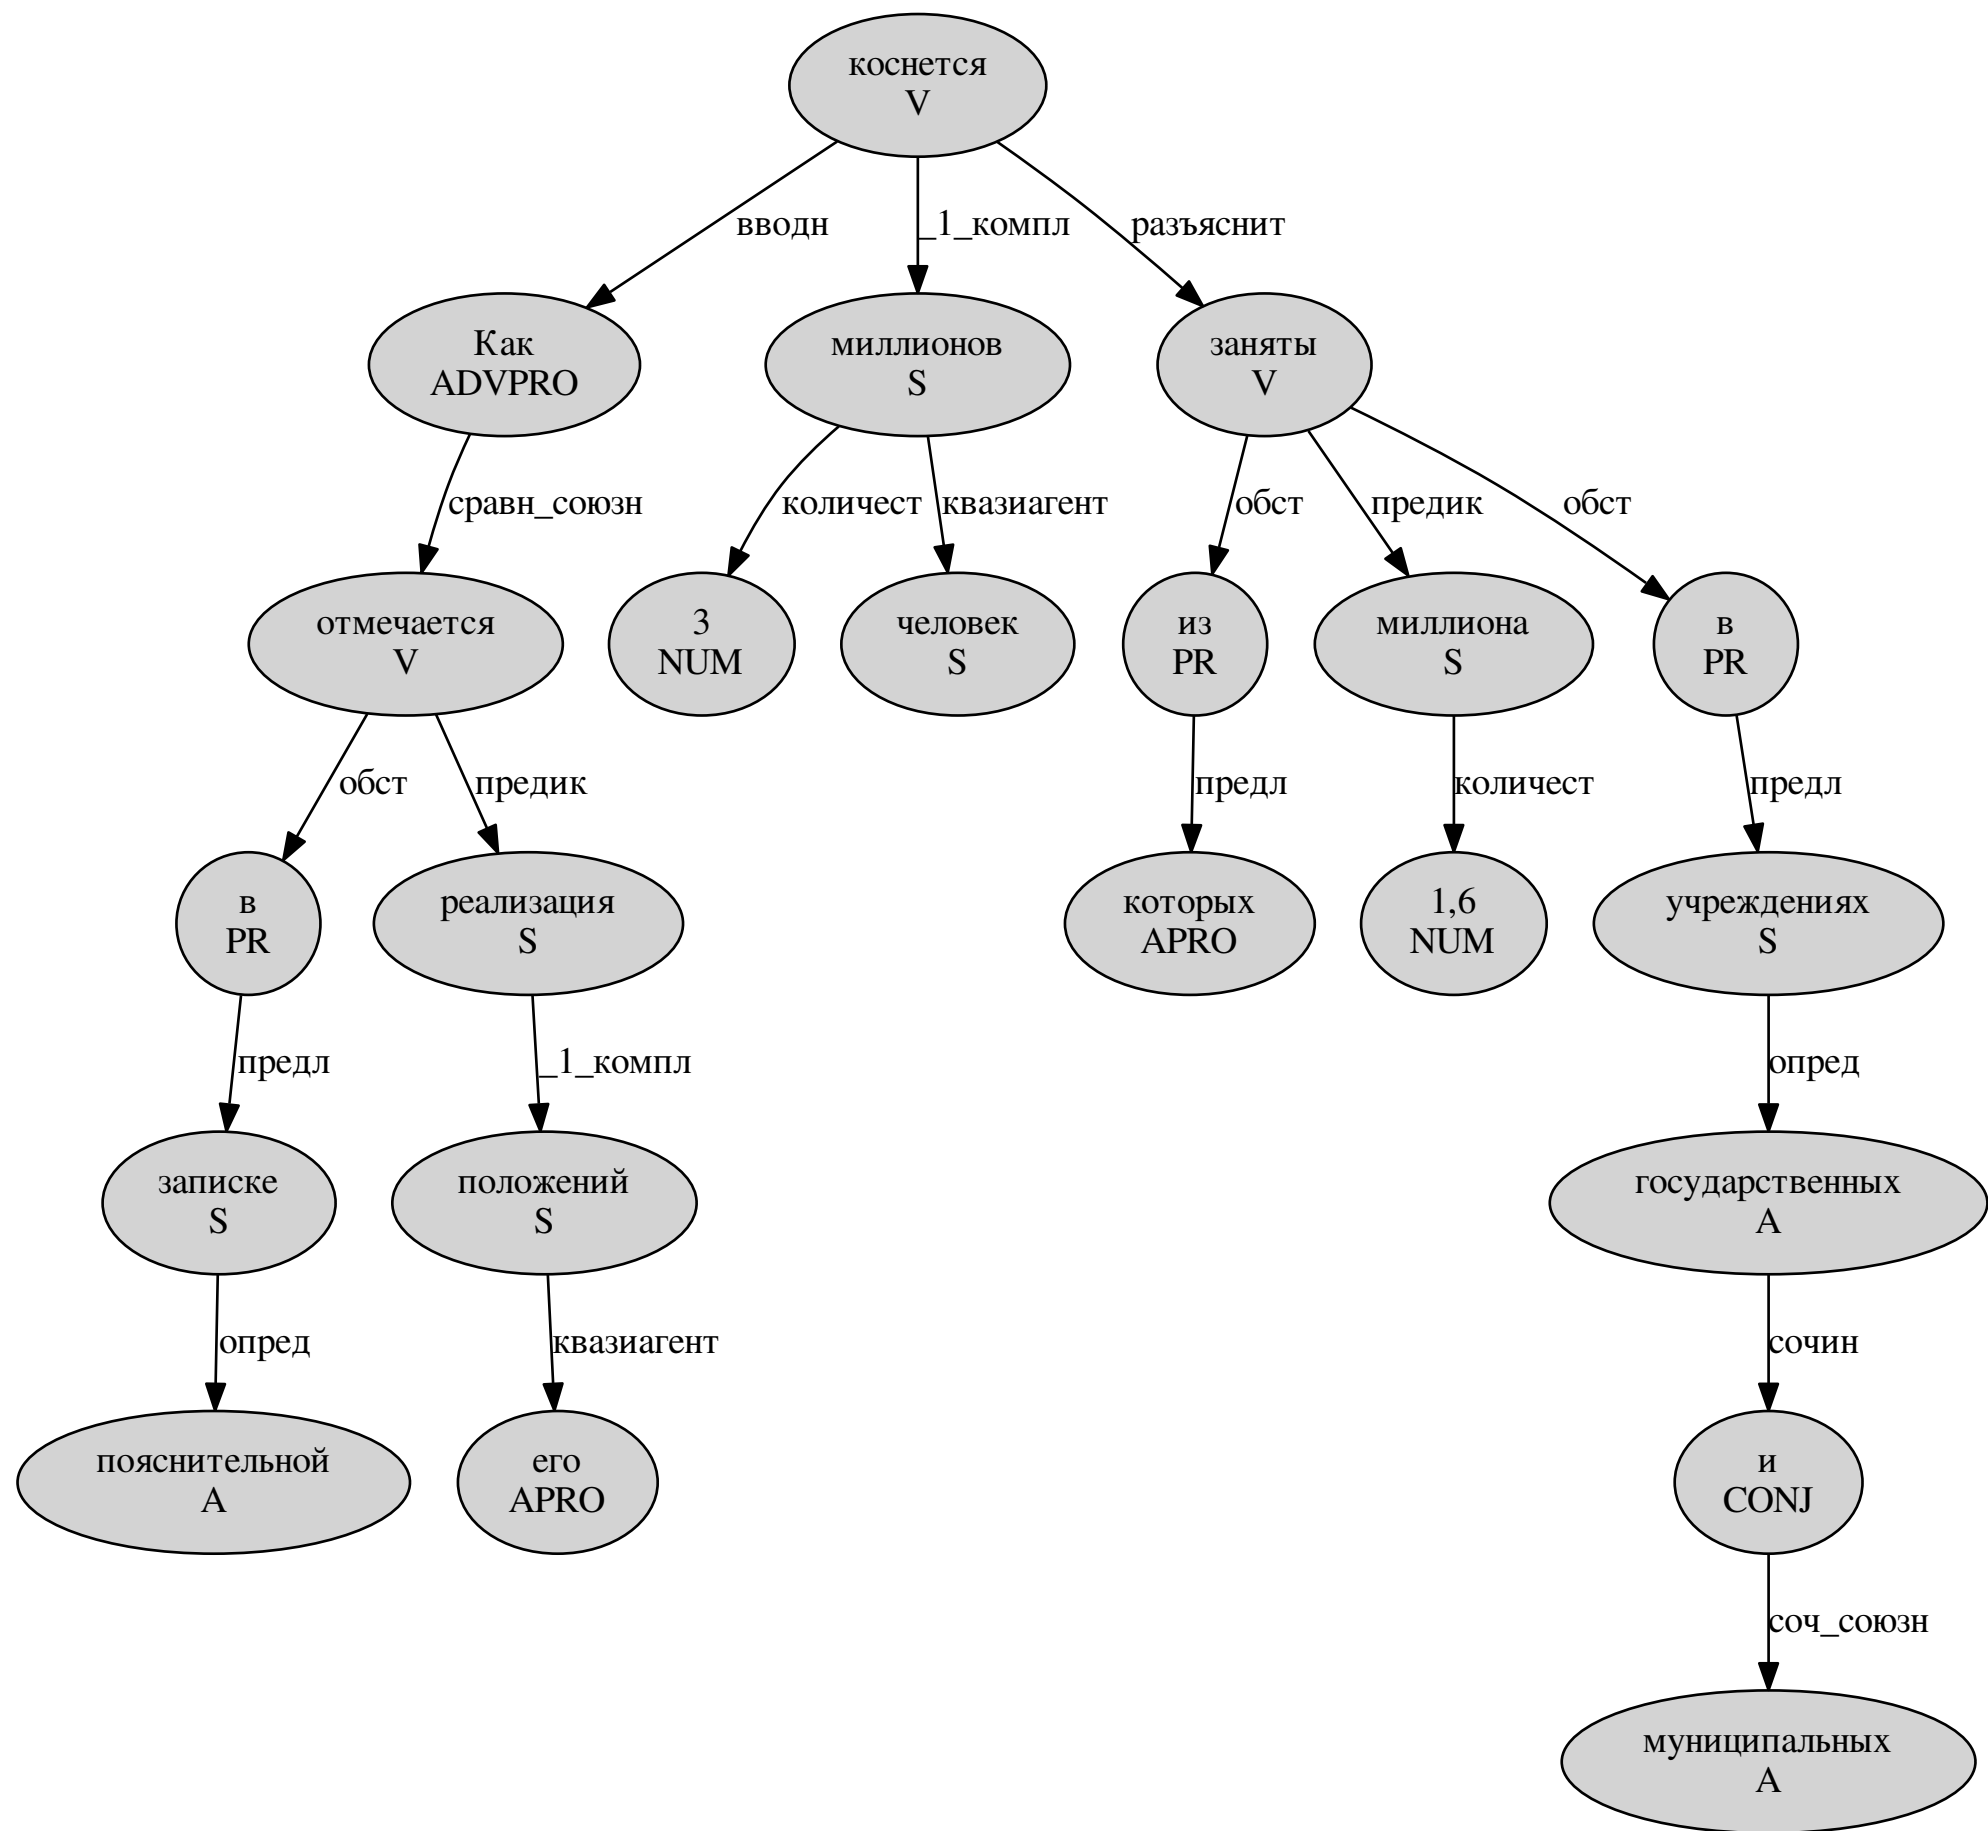 коснется
V
вводн
_1_компл
разъяснит
Как
ADVPRO
миллионов
S
заняты
V
сравн_союзн
количест
квазиагент
обст
предик
обст
отмечается
V
3
NUM
человек
S
из
PR
миллиона
S
в
PR
обст
предик
предл
количест
предл
в
PR
реализация
S
которых
APRO
1,6
NUM
учреждениях
S
предл
_1_компл
опред
записке
S
положений
S
государственных
A
опред
квазиагент
сочин
пояснительной
A
его
APRO
и
CONJ
соч_союзн
муниципальных
A